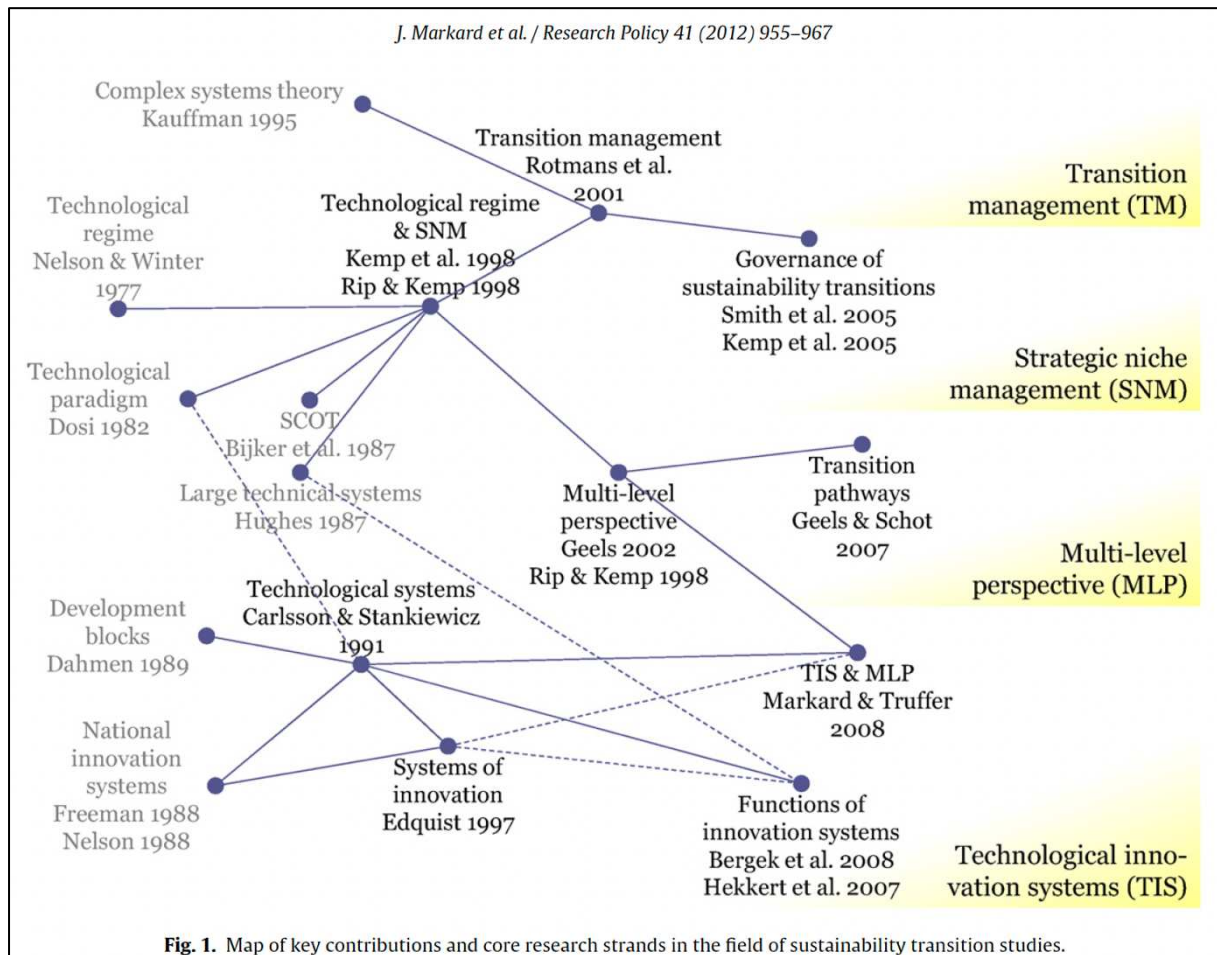 J. Markard et al. / Research Policy 41 (2012) 955–967
Complex systems theory
Kauffman 1995
Transition management
Rotmans et al.
2001
Transition
management (TM)
Technological
regime
Nelson & Winter
1977
Technological regime
& SNM
Kemp et al. 1998
Rip & Kemp 1998
Governance of
sustainability transitions
Smith et al. 2005
Kemp et al. 2005
Strategic niche
management (SNM)
Technological
paradigm
Dosi 1982
SCOT
Bijker et al. 1987
Large technical systems
Hughes 1987
Multi-level
perspective
Geels 2002
Rip & Kemp 1998
Transition
pathways
Geels & Schot
2007
Multi-level
perspective (MLP)
Technological systems
Carlsson & Stankiewicz
1991
Development
blocks
Dahmen 1989
TIS & MLP
Markard & Truffer
2008
National
innovation
systems
Freeman 1988
Nelson 1988
Systems of
innovation
Edquist 1997
Functions of
innovation systems
Bergek et al. 2008
Hekkert et al. 2007
Technological inno-
vation systems (TIS)
Fig. 1. Map of key contributions and core research strands in the field of sustainability transition studies.